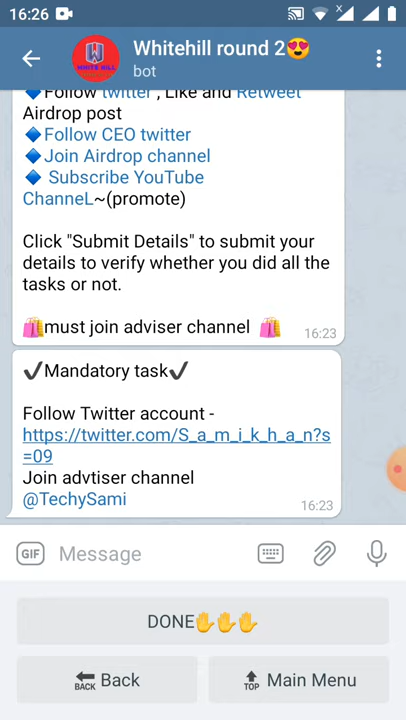 16:26
Whitehill round 2😍
bot
WHITE HILL
🔷Follow twitter , Like and Retweet
Airdrop post
🔷Follow CEO twitter
🔷Join Airdrop channel
🔷 Subscribe YouTube
ChanneL~(promote)
Click "Submit Details" to submit your
details to verify whether you did all the
tasks or not.
🛍must join adviser channel 🛍
16:23
✔Mandatory task✔
Follow Twitter account -
https://twitter.com/S_a_m_i_k_h_a_n?s
=09
Join advtiser channel
@TechySami
16:23
GIF
Message
DONE✋✋✋
BACK Back
TOP Main Menu